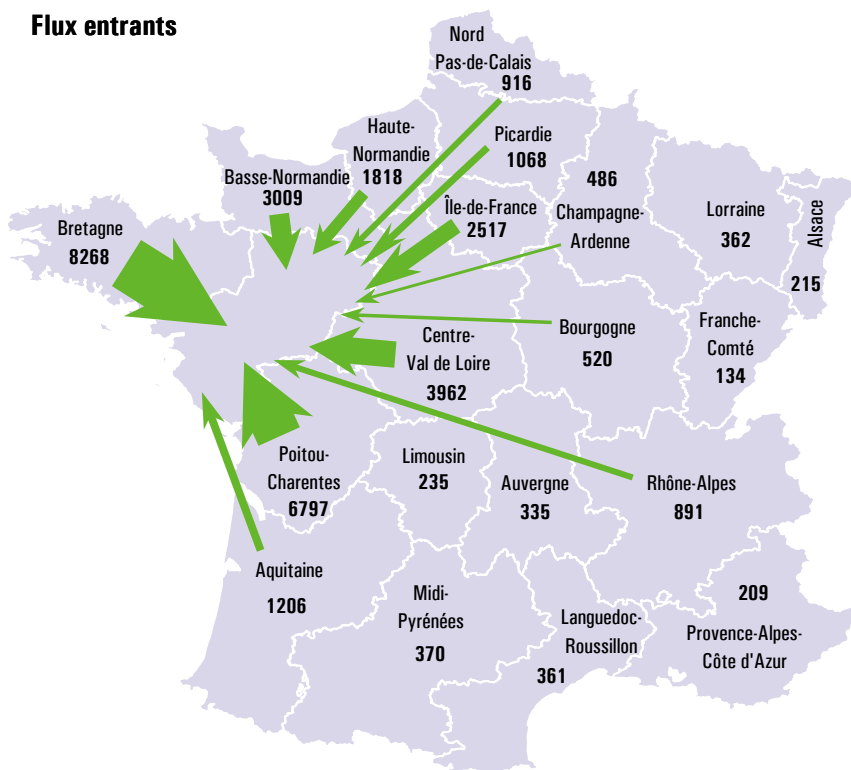 Flux entrants
Nord
Pas-de-Calais
916
Haute-
Normandie
1818
Picardie
1068
Basse-Normandie
3009
486
Champagne-
Ardenne
Île-de-France
2517
Lorraine
362
Alsace
215
Bretagne
8268
Centre-
Val de Loire
3962
Bourgogne
520
Franche-
Comté
134
Poitou-
Charentes
6797
Limousin
235
Auvergne
335
Rhône-Alpes
891
Aquitaine
1206
Midi-
Pyrénées
370
Languedoc-
Roussillon
361
209
Provence-Alpes-
Côte d'Azur